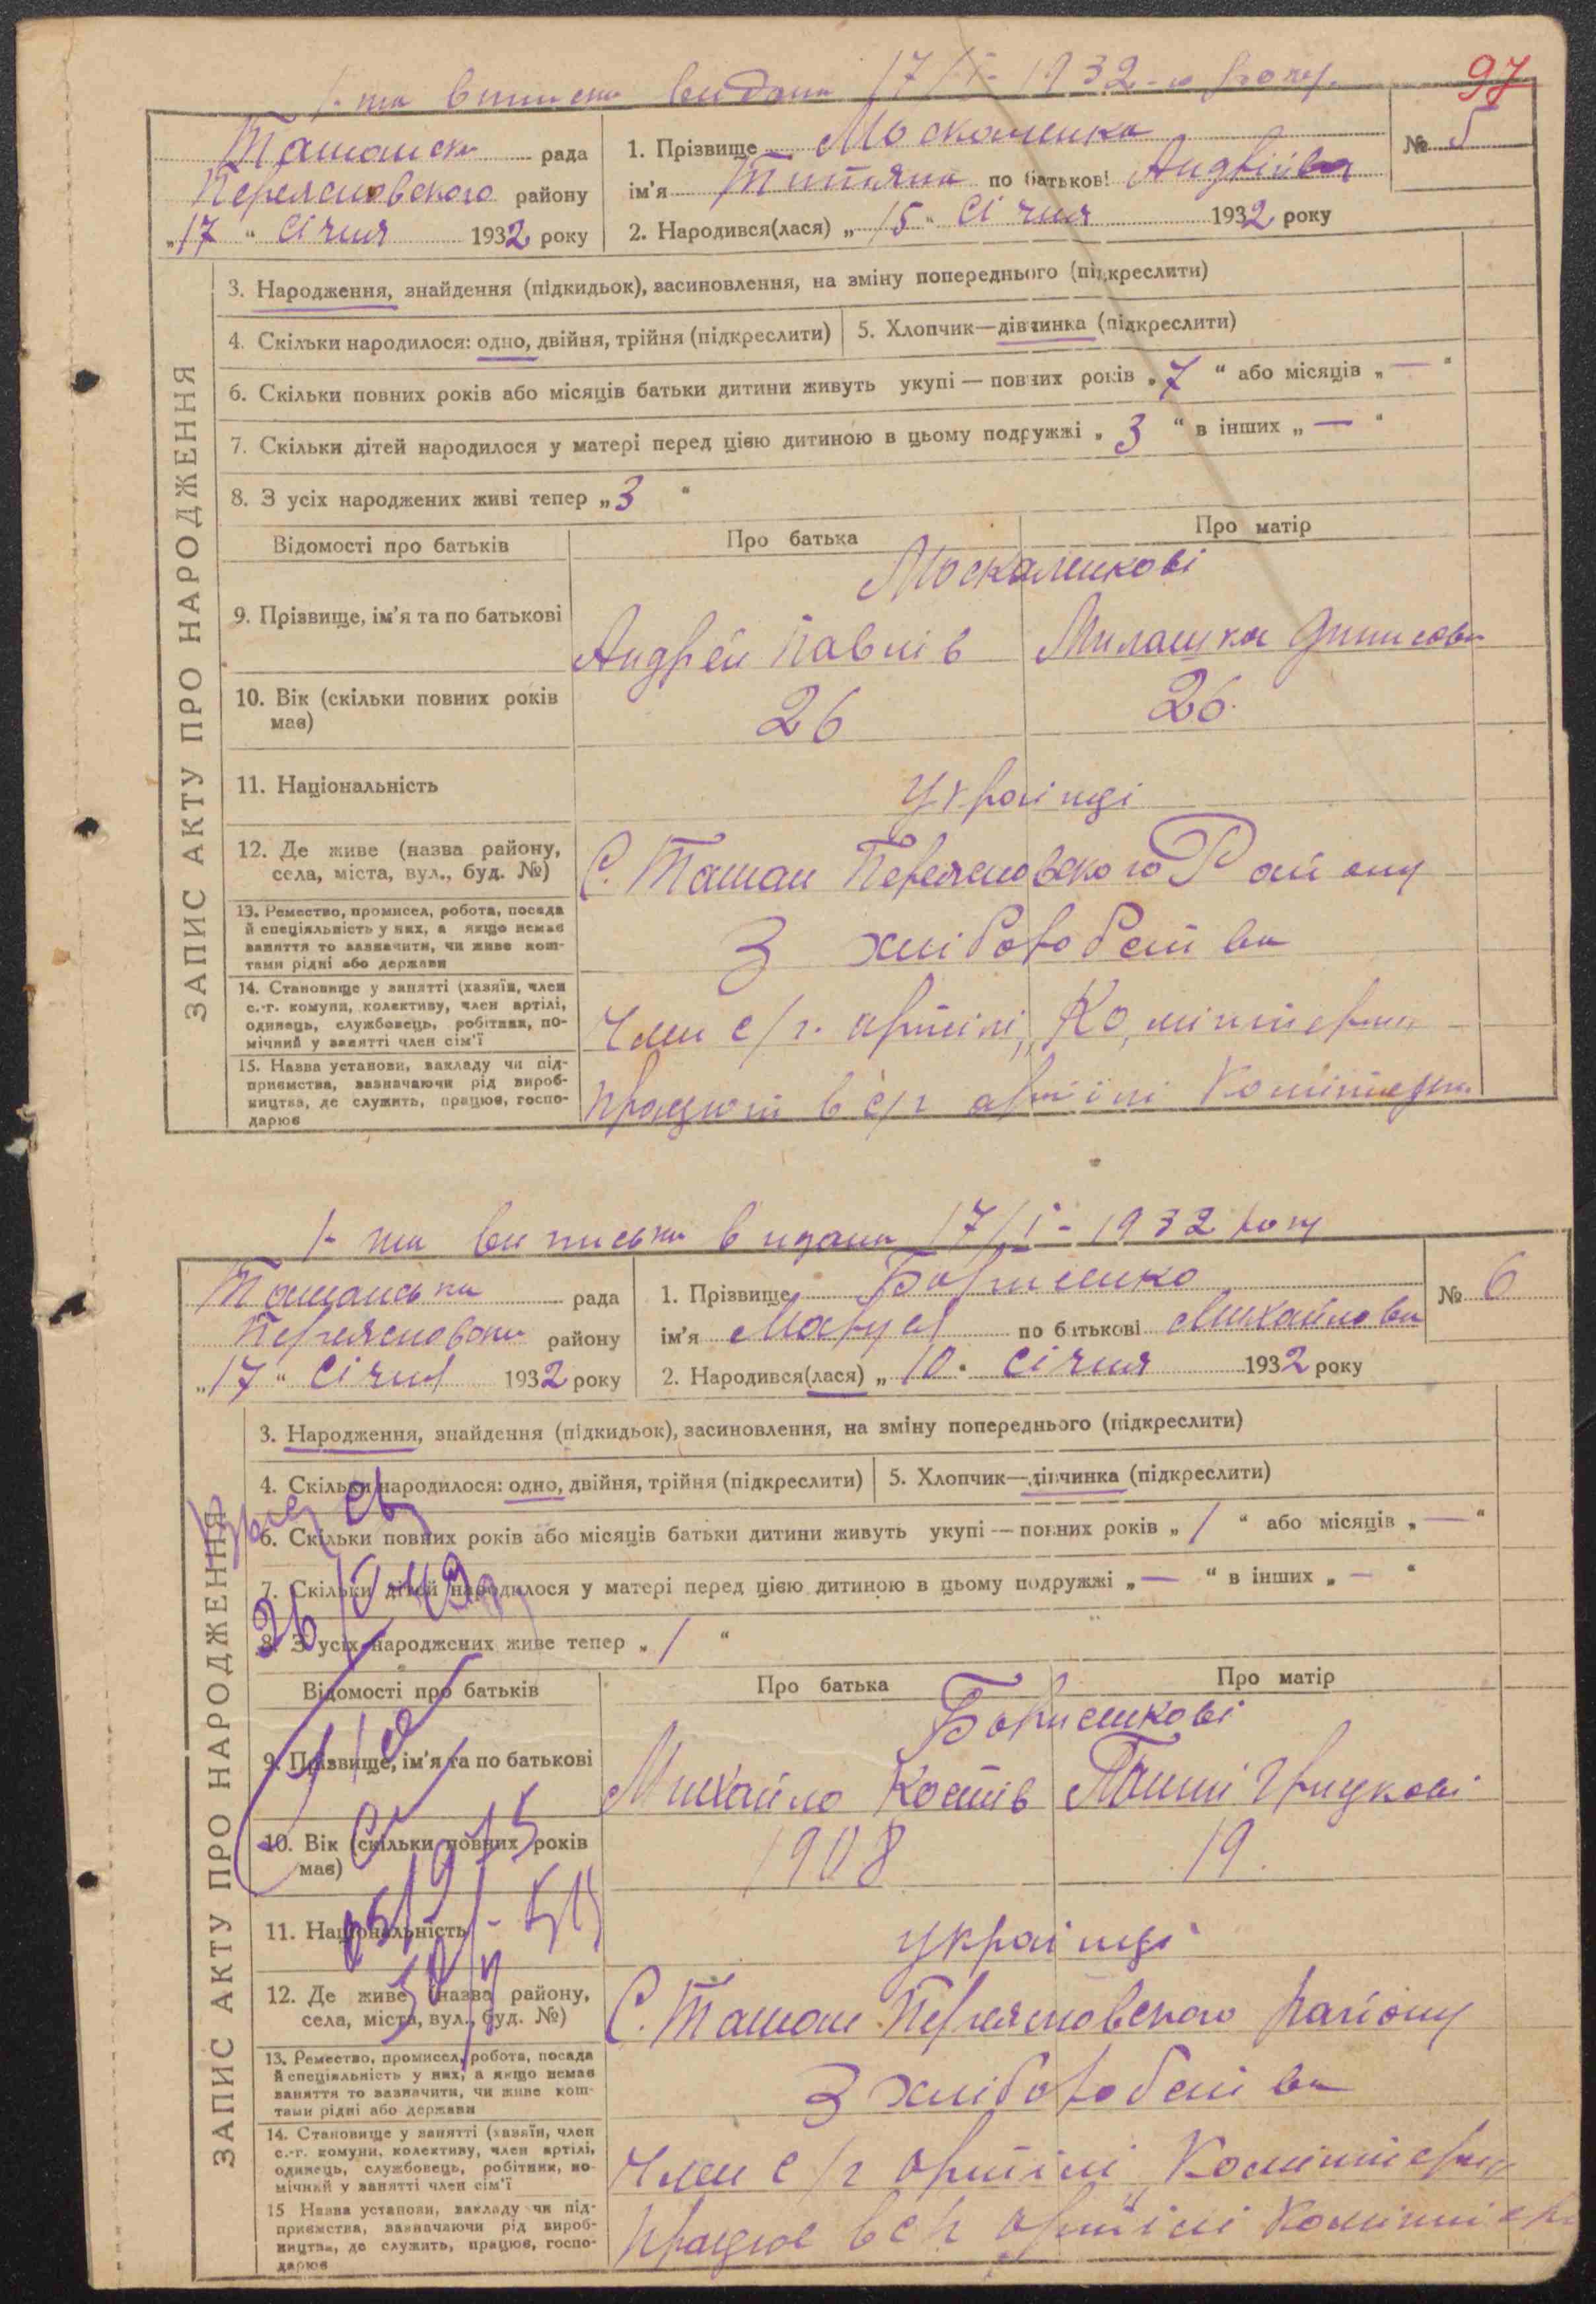 1-ша виписка видана 17/I- 1932-го року.
97
Ташанська рада
Переясловського району
„17“ Січня 1932 року
1. Прізвище Москаленко
ім'я Титяна по батькові Андріївна
2. Народився(лася) „15“ Січня 1932 року
№ 5
ЗАПИС АКТУ ПРО НАРОДЖЕННЯ
3. Народження, знайдення (підкидьок), засиновлення, на зміну попереднього (підкреслити)
4. Скільки народилося: одно, двійня, трійня (підкреслити)
5. Хлопчик—дівчинка (підкреслити)
6. Скільки повних років або місяців батьки дитини живуть укупі — повних років „7“ або місяців „—“
7. Скільки дітей народилося у матері перед цією дитиною в цьому подружжі „3“ в інших „—“
8. З усіх народжених живі тепер „3“
Відомості про батьків
Про батька
Про матір
9. Прізвище, ім'я та по батькові
Москаленкові
Андрей Павлів
Милашка Динисова
10. Вік (скільки повних років має)
26
26.
11. Національність
Українці
12. Де живе (назва району, села, міста, вул., буд. №)
С. Ташан Переясловского Району
13. Ремество, промисел, робота, посада й спеціяльність у них, а якщо немає заняття то зазначити, чи живе коштами рідні або держави
З хліборобства
14. Становище у занятті (хазяїн, член с.-г. комуни, колективу, член артілі, одинець, службовець, робітник, помічний у занятті член сім'ї
Член с/г. артілі „Комінтерна
15. Назва установи, закладу чи підприємства, зазначаючи рід виробництва, де служить, працює, господарює
працюють в с/г артілі Комінтерна
1-ша виписка видана 17/I- 1932 року
Ташанська рада
Переясловськи району
„17“ Січня 1932 року
1. Прізвище Борисенко
ім'я Маруся по батькові Михайловна
2. Народився(лася) „10“ Січня 1932 року
№ 6
ЗАПИС АКТУ ПРО НАРОДЖЕННЯ
3. Народження, знайдення (підкидьок), засиновлення, на зміну попереднього (підкреслити)
4. Скільки народилося: одно, двійня, трійня (підкреслити)
5. Хлопчик—дівчинка (підкреслити)
6. Скільки повних років або місяців батьки дитини живуть укупі — повних років „1“ або місяців „—“
7. Скільки дітей народилося у матері перед цією дитиною в цьому подружжі „—“ в інших „—“
8. З усіх народжених живе тепер „1“
Відомості про батьків
Про батька
Про матір
9. Прізвище, ім'я та по батькові
Борисенкові
Михайло Костів
10. Вік (скільки повних років має)
1908
19.
11. Національність
українці
12. Де живе (назва району, села, міста, вул., буд. №)
С. Ташань Переясловского Району
13. Ремество, промисел, робота, посада й спеціяльність у них, а якщо немає заняття то зазначити, чи живе коштами рідні або держави
З хліборобства
14. Становище у занятті (хазяїн, член с.-г. комуни, колективу, член артілі, одинець, службовець, робітник, помічний у занятті член сім'ї
Член с/г артілі „Комінтерна
15 Назва установи, закладу чи підприємства, зазначаючи рід виробництва, де служить, працює, господарює
працює в с/г артілі Комінтерн